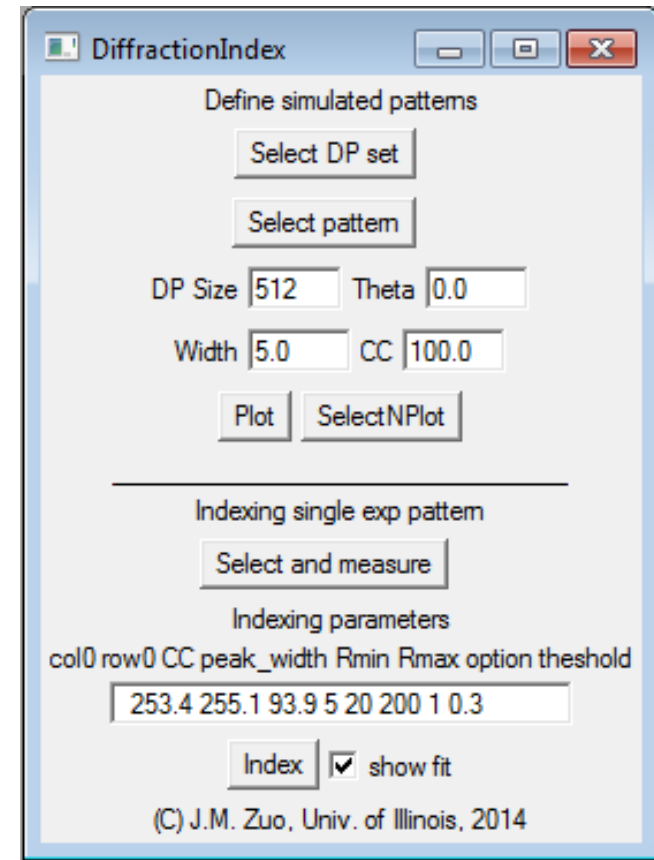 DiffractionIndex
Define simulated patterns
Select DP set
Select pattern
DP Size 512 Theta 0.0
Width 5.0 CC 100.0
Plot SelectNPlot
Indexing single exp pattern
Select and measure
Indexing parameters
col0 row0 CC peak_width Rmin Rmax option theshold
253.4 255.1 93.9 5 20 200 1 0.3
Index show fit
(C) J.M. Zuo, Univ. of Illinois, 2014